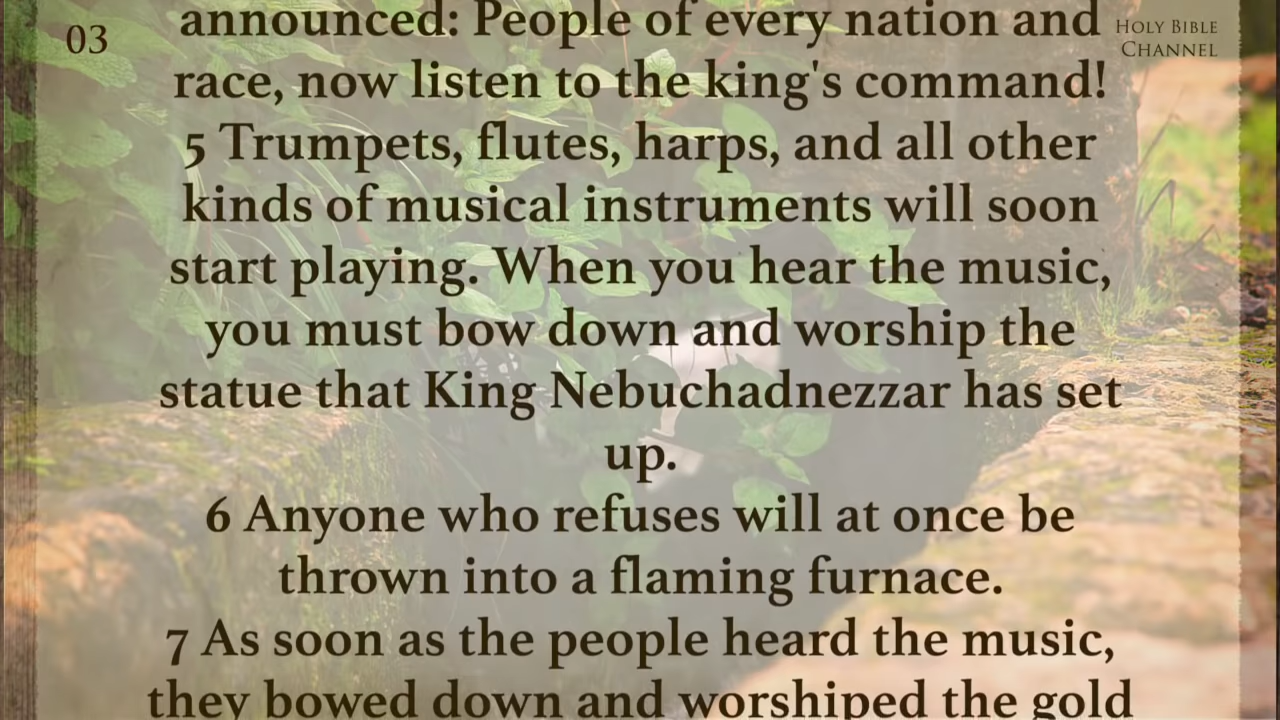 03
HOLY BIBLE
CHANNEL
announced: People of every nation and
race, now listen to the king's command!
5 Trumpets, flutes, harps, and all other
kinds of musical instruments will soon
start playing. When you hear the music,
you must bow down and worship the
statue that King Nebuchadnezzar has set
up.
6 Anyone who refuses will at once be
thrown into a flaming furnace.
7 As soon as the people heard the music,
they bowed down and worshiped the gold